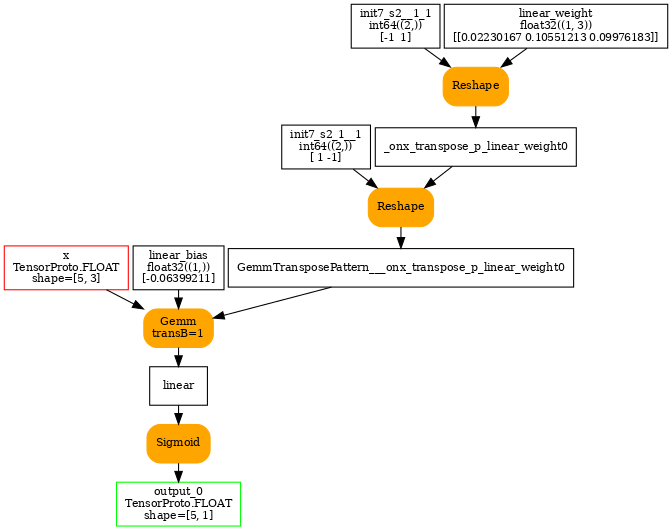 init7_s2__1_1
int64((2,))
[-1  1]
linear_weight
float32((1, 3))
[[0.02230167 0.10551213 0.09976183]]
Reshape
init7_s2_1__1
int64((2,))
[ 1 -1]
_onx_transpose_p_linear_weight0
Reshape
x
TensorProto.FLOAT
shape=[5, 3]
linear_bias
float32((1,))
[-0.06399211]
GemmTransposePattern___onx_transpose_p_linear_weight0
Gemm
transB=1
linear
Sigmoid
output_0
TensorProto.FLOAT
shape=[5, 1]